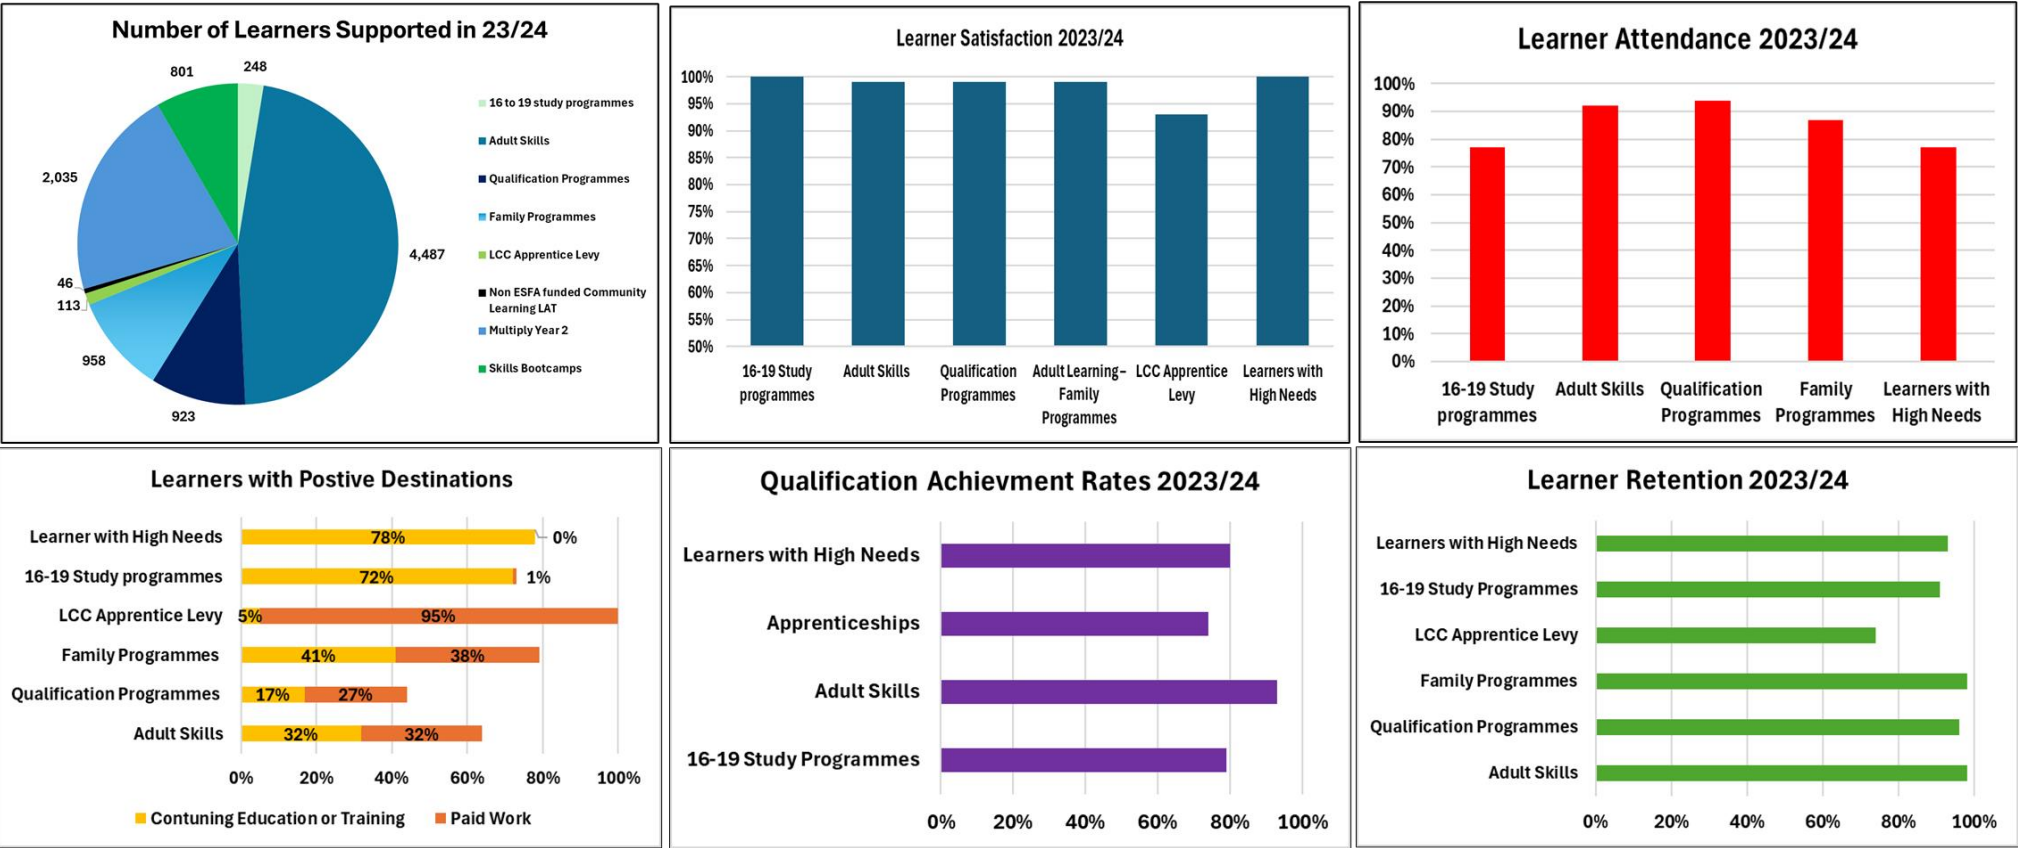 Number of Learners Supported in 23/24
801
248
2,035
4,487
46
113
958
923
16 to 19 study programmes
Adult Skills
Qualification Programmes
Family Programmes
LCC Apprentice Levy
Non ESFA funded Community
Learning LAT
Multiply Year 2
Skills Bootcamps
Learner Satisfaction 2023/24
100%
95%
90%
85%
80%
75%
70%
65%
60%
55%
50%
16-19 Study
programmes
Adult Skills
Qualification
Programmes
Adult Learning–
Family
Programmes
LCC Apprentice
Levy
Learners with
High Needs
Learner Attendance 2023/24
100%
90%
80%
70%
60%
50%
40%
30%
20%
10%
0%
16-19 Study
programmes
Adult Skills
Qualification
Programmes
Family
Programmes
Learners with
High Needs
Learners with Postive Destinations
Learner with High Needs 78% 0%
16-19 Study programmes 72% 1%
LCC Apprentice Levy 5% 95%
Family Programmes 41% 38%
Qualification Programmes 17% 27%
Adult Skills 32% 32%
0% 20% 40% 60% 80% 100%
Contuning Education or Training Paid Work
Qualification Achievment Rates 2023/24
Learners with High Needs
Apprenticeships
Adult Skills
16-19 Study Programmes
0% 20% 40% 60% 80% 100%
Learner Retention 2023/24
Learners with High Needs
16-19 Study Programmes
LCC Apprentice Levy
Family Programmes
Qualification Programmes
Adult Skills
0% 20% 40% 60% 80% 100%